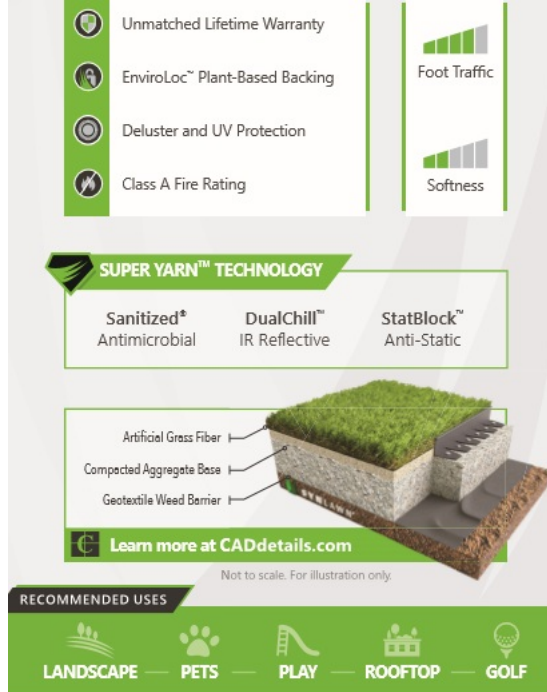 Unmatched Lifetime Warranty
EnviroLoc™ Plant-Based Backing
Deluster and UV Protection
Class A Fire Rating
Foot Traffic
Softness
SUPER YARN™ TECHNOLOGY
Sanitized®
Antimicrobial
DualChill™
IR Reflective
StatBlock™
Anti-Static
Artificial Grass Fiber
Compacted Aggregate Base
Geotextile Weed Barrier
SYNLAWN
Learn more at CADdetails.com
Not to scale. For illustration only.
RECOMMENDED USES
LANDSCAPE — PETS — PLAY — ROOFTOP — GOLF